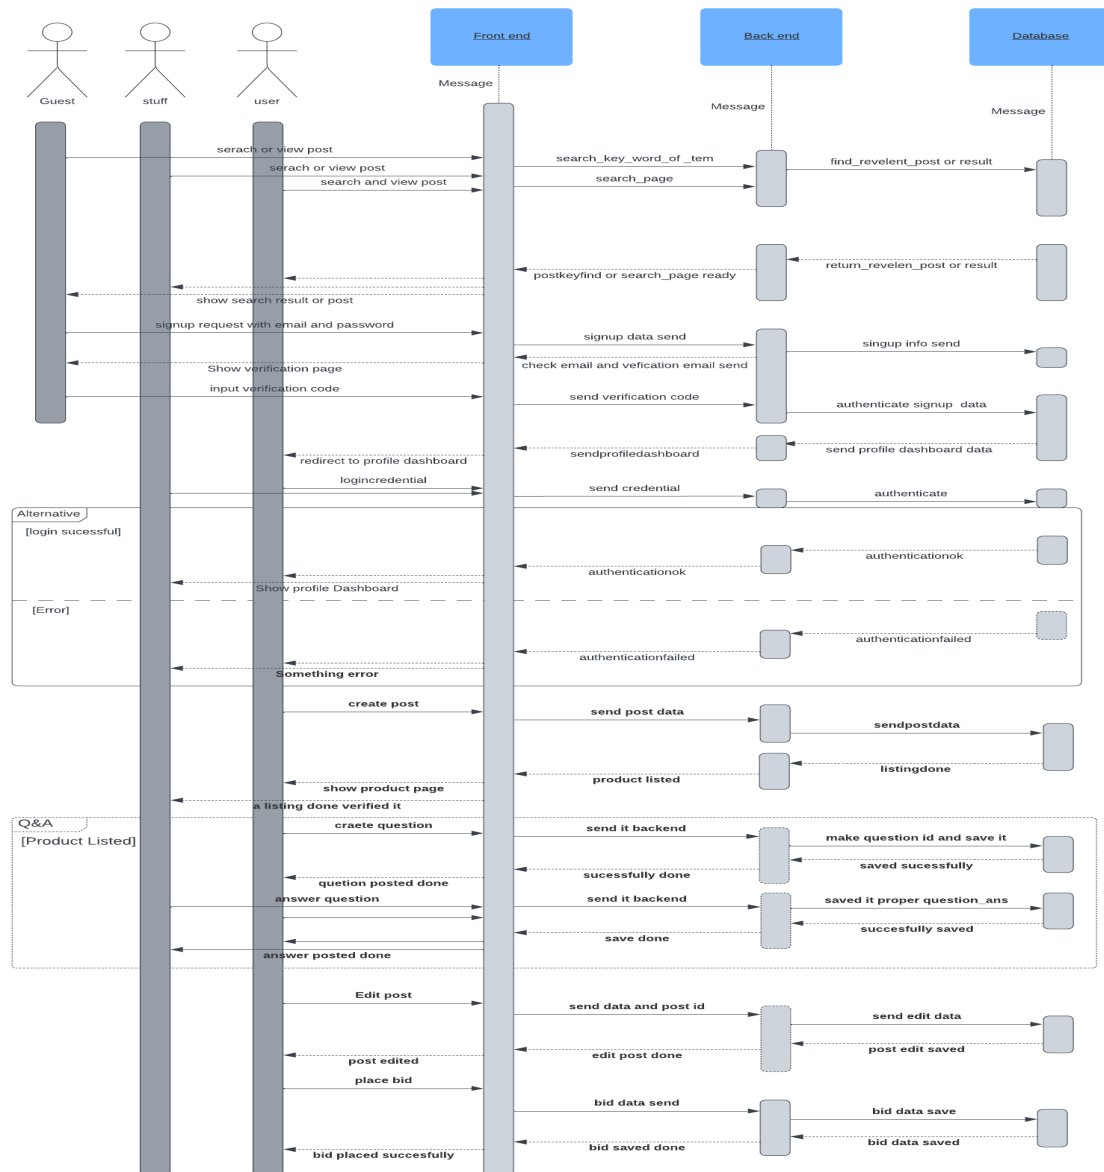 Front end
Back end
Database
Message
Guest
stuff
user
Message
Message
serach or view post
search_key_word_of _tem
find_revelent_post or result
serach or view post
search_page
search and view post
return_revelen_post or result
postkeyfind or search_page ready
show search result or post
signup request with email and password
signup data send
singup info send
check email and vefication email send
Show verification page
input verification code
send verification code
authenticate signup_data
send profile dashboard data
sendprofiledashboard
redirect to profile dashboard
logincredential
send credential
authenticate
Alternative
[login sucessful]
authenticationok
authenticationok
Show profile Dashboard
[Error]
authenticationfailed
authenticationfailed
Something error
create post
send post data
sendpostdata
listingdone
product listed
show product page
a listing done verified it
Q&A
craete question
send it backend
[Product Listed]
make question id and save it
saved sucessfully
sucessfully done
quetion posted done
answer question
send it backend
saved it proper question_ans
succesfully saved
save done
answer posted done
Edit post
send data and post id
send edit data
post edit saved
edit post done
post edited
place bid
bid data send
bid data save
bid data saved
bid saved done
bid placed succesfully